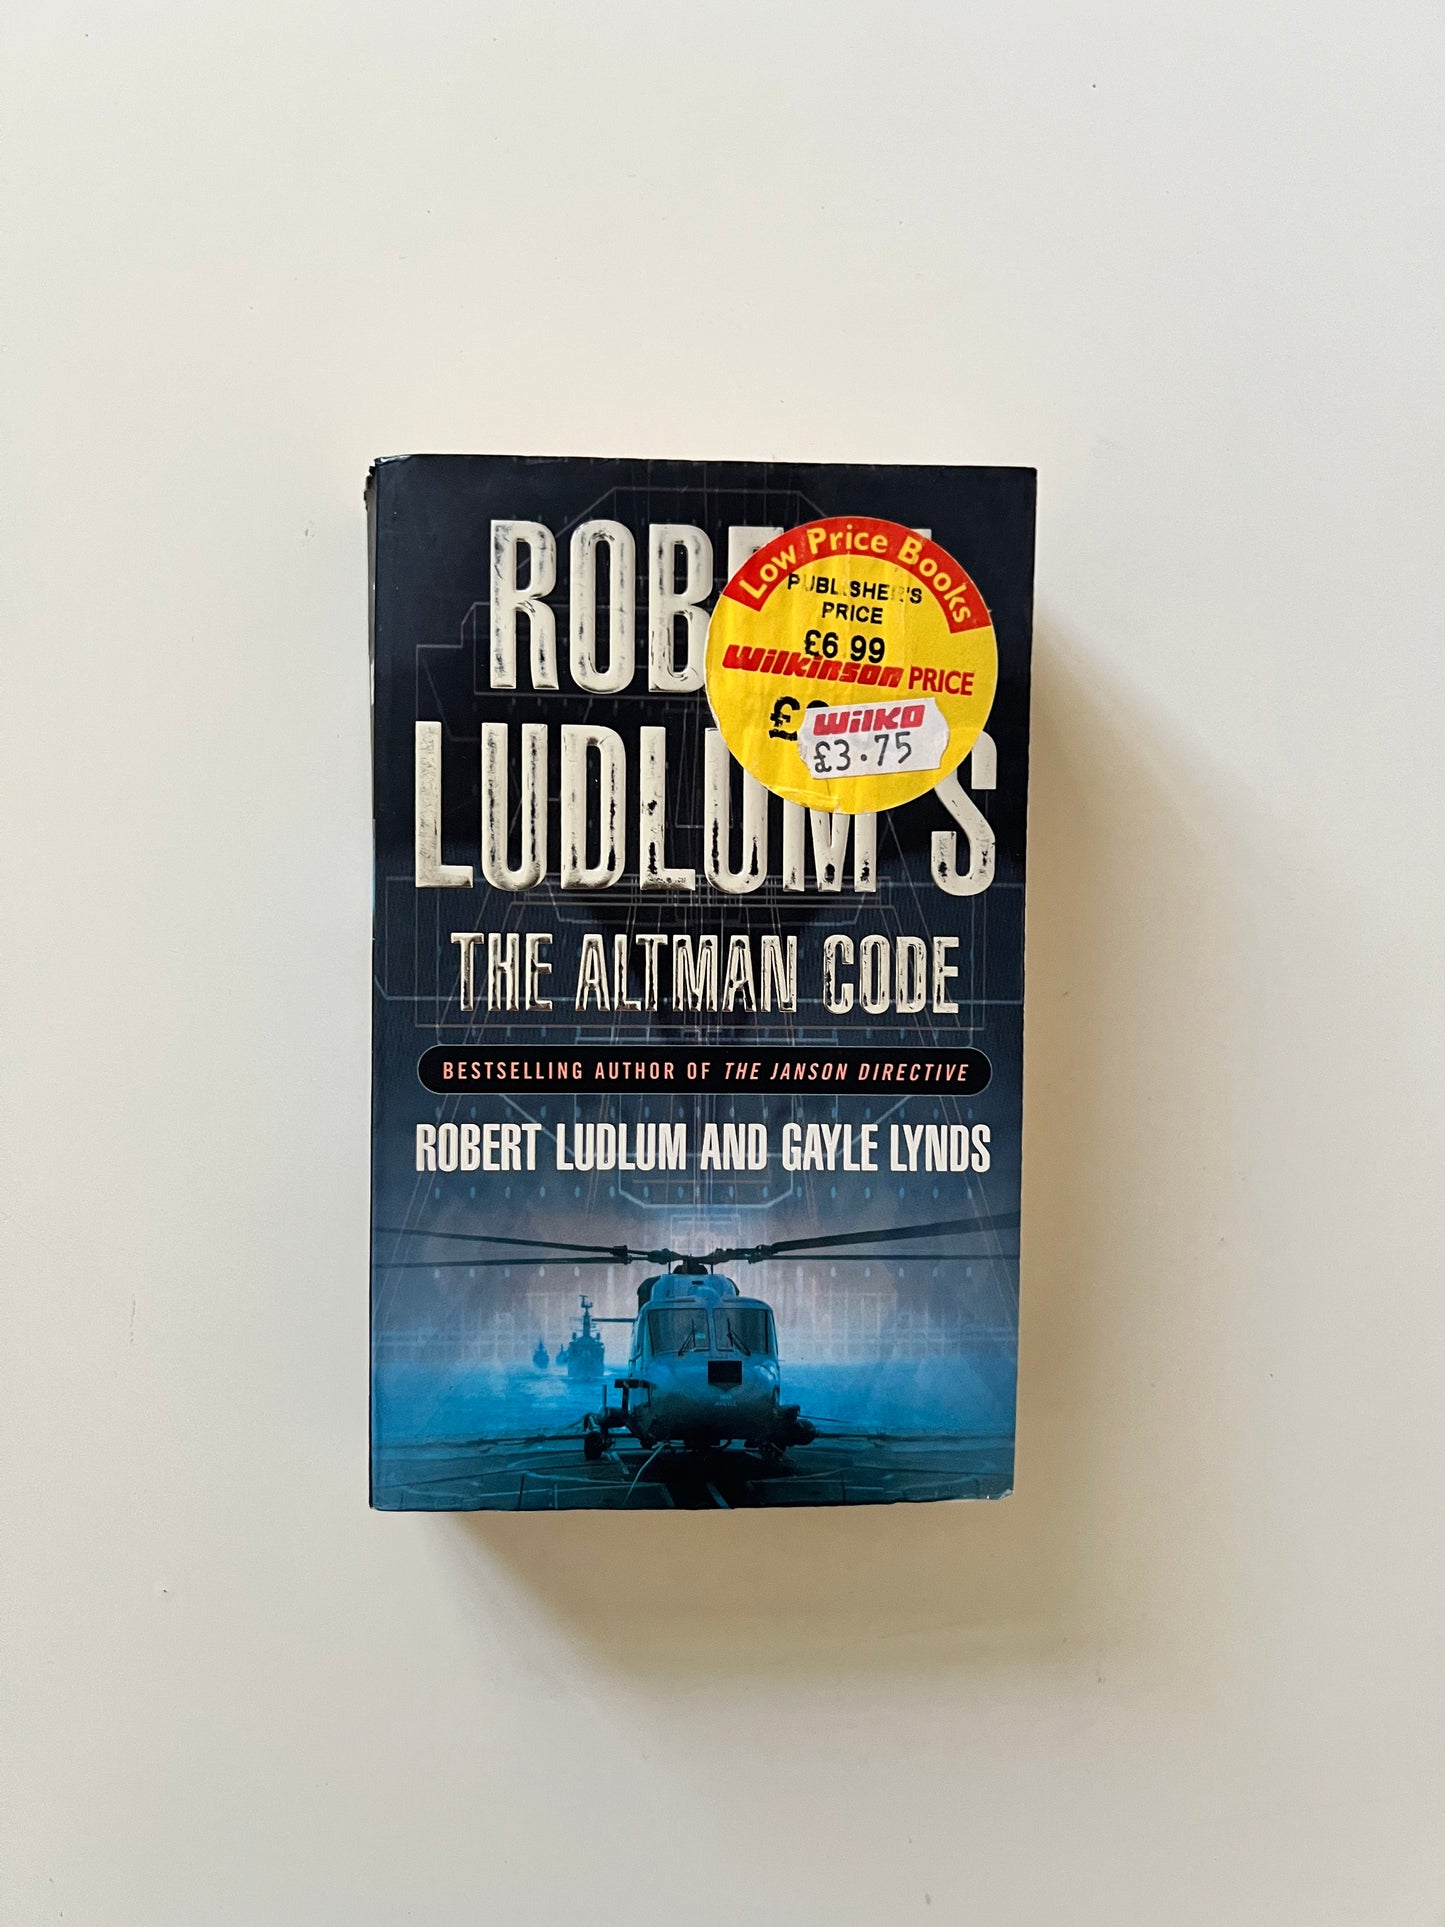 ROB
LUDLUM'S
Low Price Books
PUBLISHER'S
PRICE
£6.99
Wilkinson PRICE
£
Wilko
£3.75
THE ALTMAN CODE
BESTSELLING AUTHOR OF THE JANSON DIRECTIVE
ROBERT LUDLUM AND GAYLE LYNDS